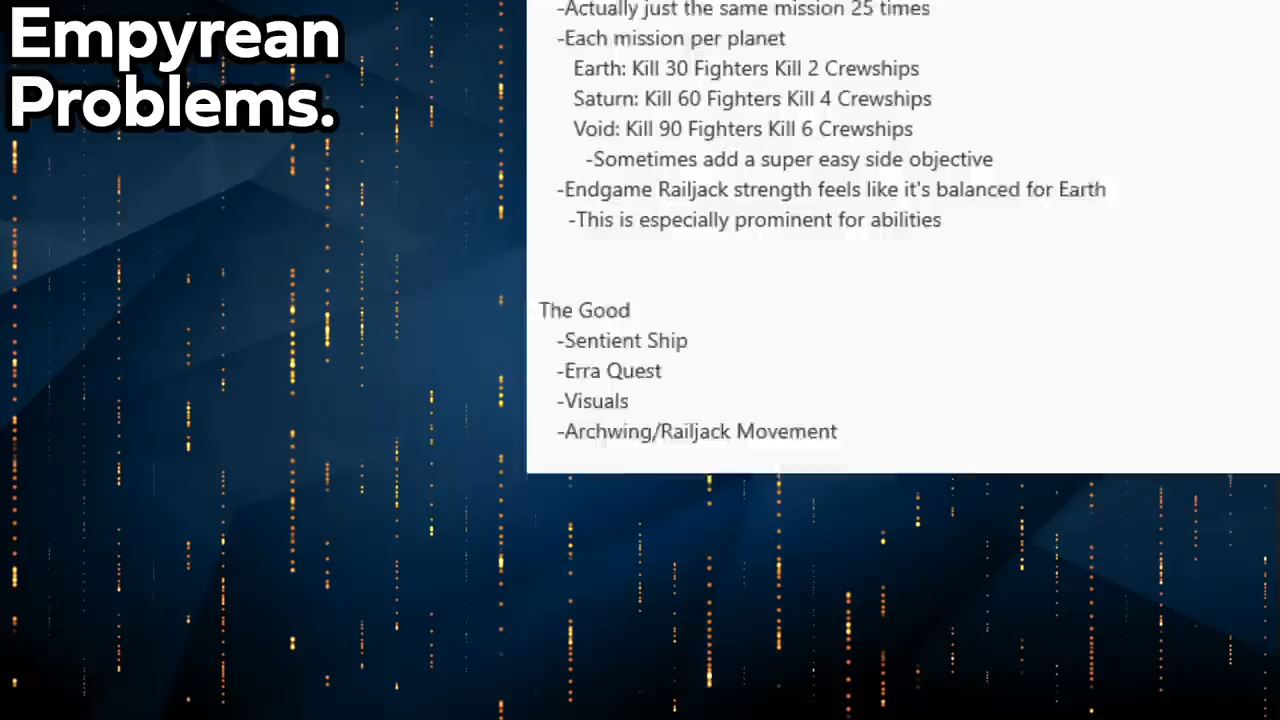 Empyrean
Problems.
-Actually just the same mission 25 times
-Each mission per planet
Earth: Kill 30 Fighters Kill 2 Crewships
Saturn: Kill 60 Fighters Kill 4 Crewships
Void: Kill 90 Fighters Kill 6 Crewships
-Sometimes add a super easy side objective
-Endgame Railjack strength feels like it's balanced for Earth
-This is especially prominent for abilities
The Good
-Sentient Ship
-Erra Quest
-Visuals
-Archwing/Railjack Movement